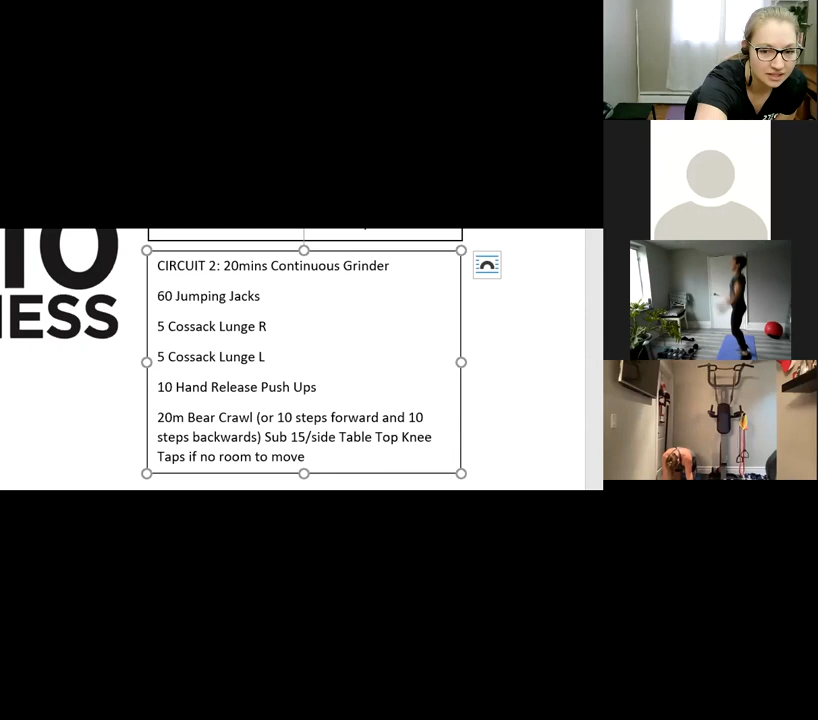 10
NESS
CIRCUIT 2: 20mins Continuous Grinder
60 Jumping Jacks
5 Cossack Lunge R
5 Cossack Lunge L
10 Hand Release Push Ups
20m Bear Crawl (or 10 steps forward and 10
steps backwards) Sub 15/side Table Top Knee
Taps if no room to move